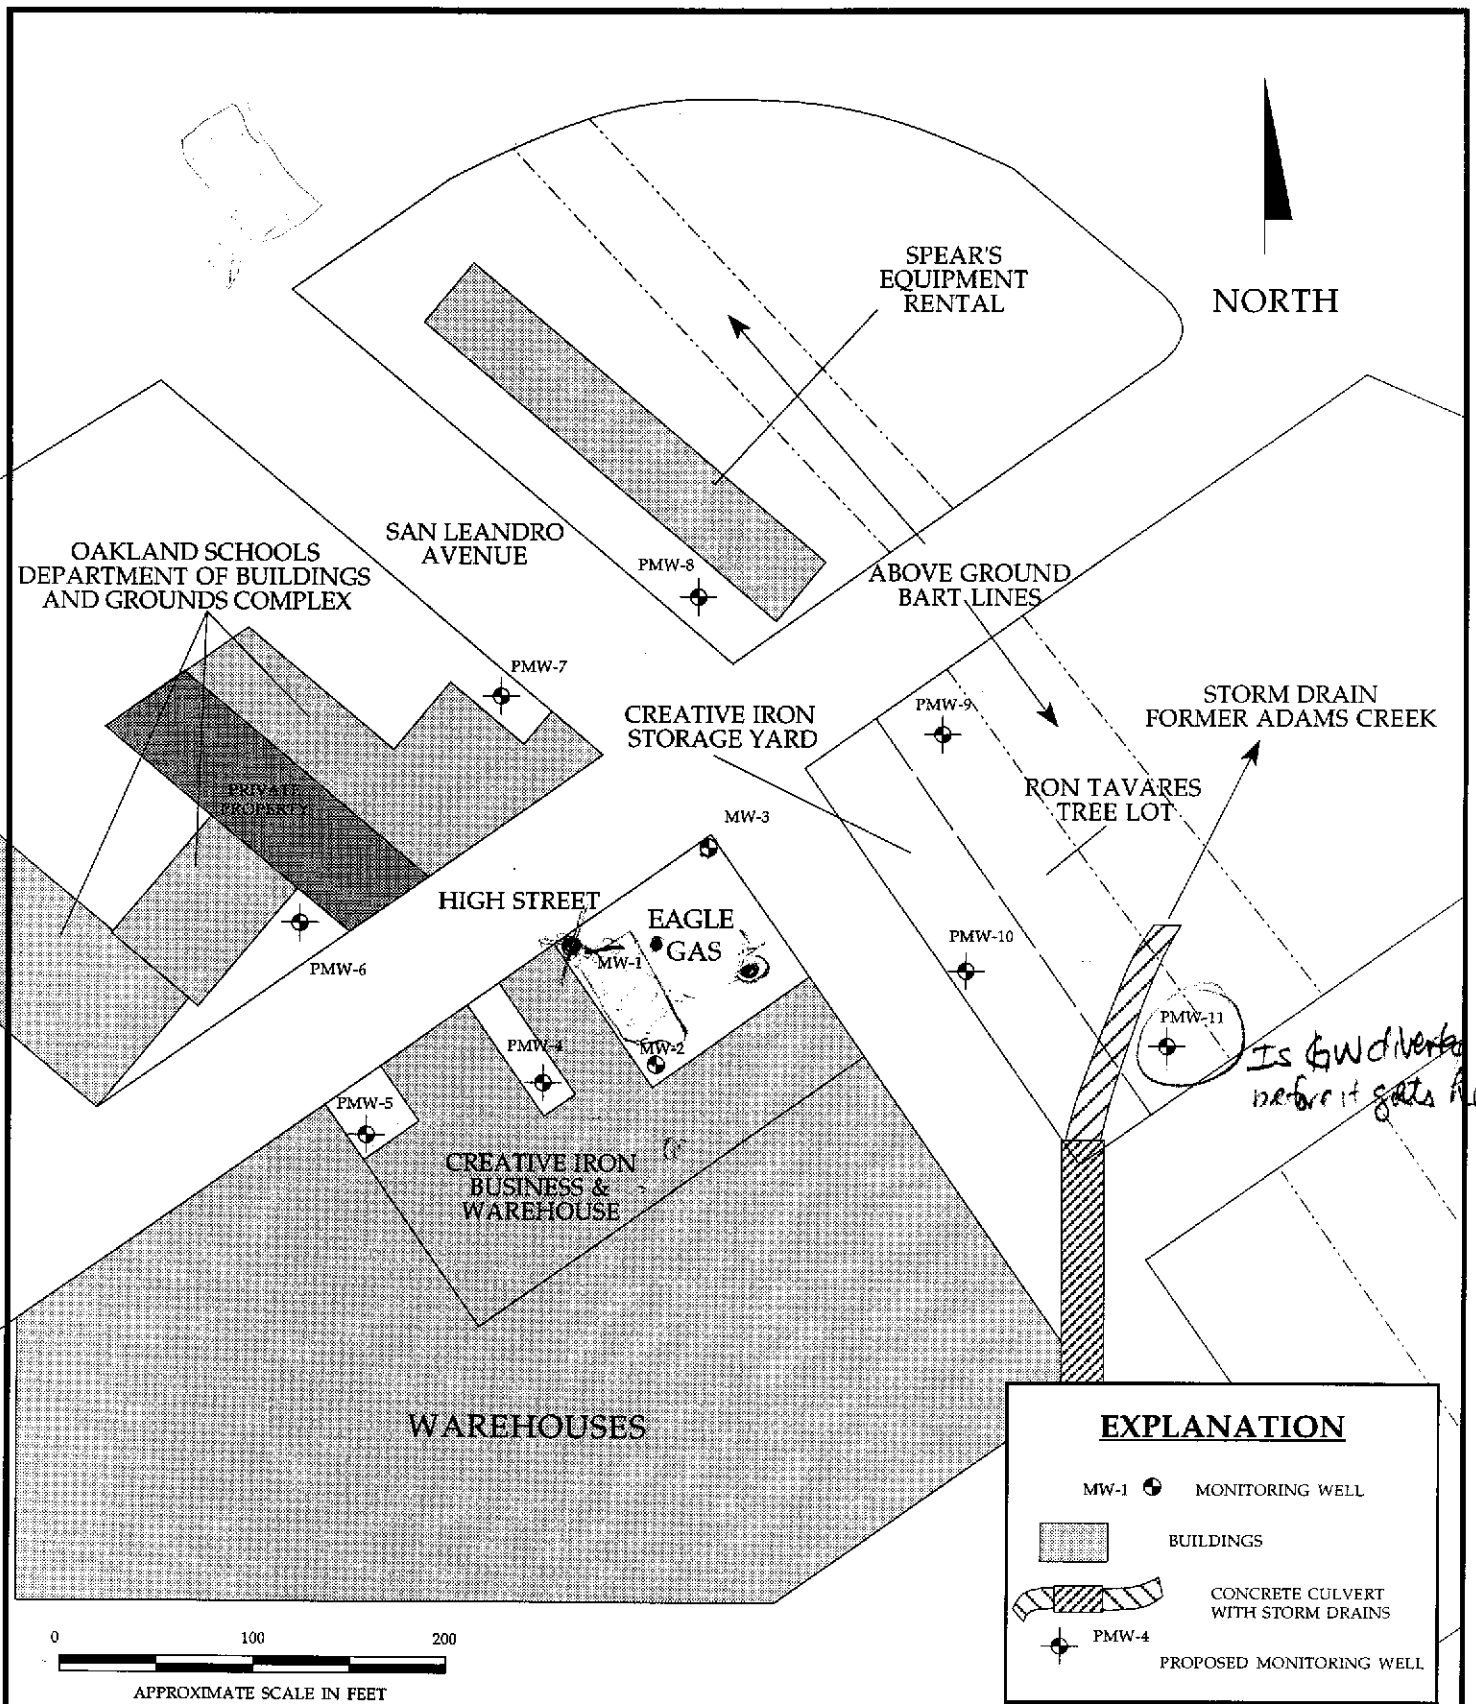 SPEAR'S
EQUIPMENT
RENTAL
NORTH
SAN LEANDRO
AVENUE
OAKLAND SCHOOLS
DEPARTMENT OF BUILDINGS
AND GROUNDS COMPLEX
PMW-8
ABOVE GROUND
BART LINES
PMW-7
CREATIVE IRON
STORAGE YARD
PMW-9
STORM DRAIN
FORMER ADAMS CREEK
PRIVATE
PROPERTY
RON TAVARES
TREE LOT
MW-3
HIGH STREET
EAGLE
GAS
MW-1
PMW-6
PMW-10
PMW-11
Is GW diverted
before it gets
PMW-4
MW-2
PMW-5
CREATIVE IRON
BUSINESS &
WAREHOUSE
WAREHOUSES
EXPLANATION
MW-1 MONITORING WELL
BUILDINGS
CONCRETE CULVERT
WITH STORM DRAINS
PMW-4
PROPOSED MONITORING WELL
0 100 200
APPROXIMATE SCALE IN FEET